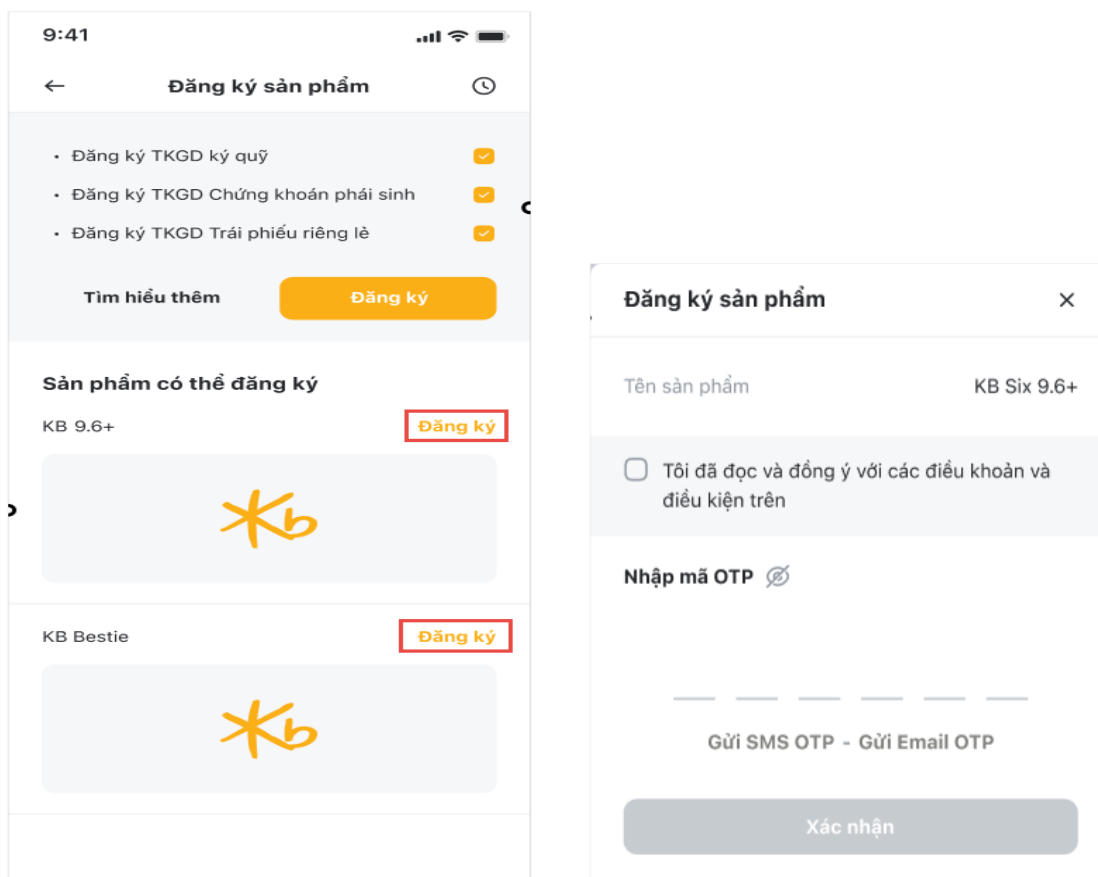 9:41
Đăng ký sản phẩm
• Đăng ký TKGD ký quỹ
• Đăng ký TKGD Chứng khoán phái sinh
• Đăng ký TKGD Trái phiếu riêng lẻ
Tìm hiểu thêm
Đăng ký
Sản phẩm có thể đăng ký
KB 9.6+
Đăng ký
Kb
KB Bestie
Đăng ký
Kb
Đăng ký sản phẩm
Tên sản phẩm
KB Six 9.6+
Tôi đã đọc và đồng ý với các điều khoản và
điều kiện trên
Nhập mã OTP
Gửi SMS OTP - Gửi Email OTP
Xác nhận